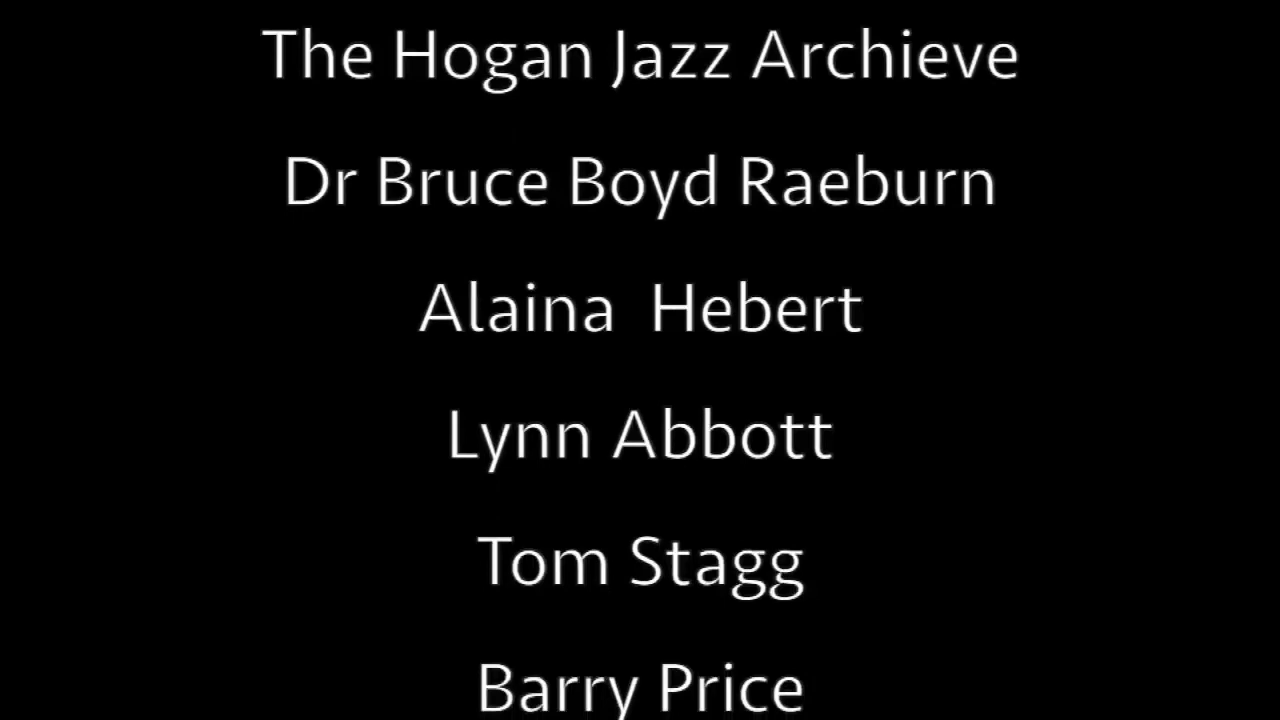 The Hogan Jazz Archieve
Dr Bruce Boyd Raeburn
Alaina  Hebert
Lynn Abbott
Tom Stagg
Barry Price